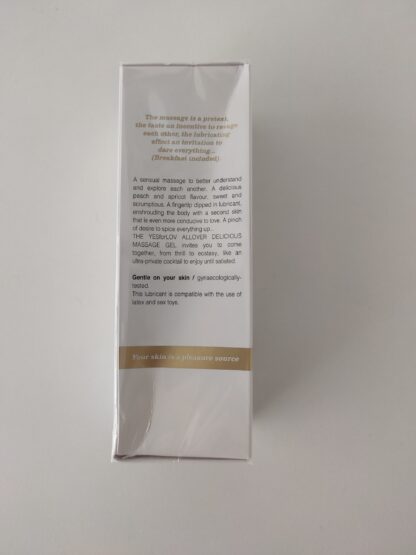 The massage is a pretext,
the taste an incentive to ravage
each other, the lubricating
effect an invitation to
dare everything...
(Breakfast included).
A sensual massage to better understand
and explore each another. A delicious
peach and apricot flavour, sweet and
scrumptious. A fingertip dipped in lubricant,
enshrouding the body with a second skin
that is even more conducive to love. A pinch
of desire to spice everything up...
THE YESforLOV ALLOVER DELICIOUS
MASSAGE GEL invites you to come
together, from thrill to ecstasy, like an
ultra-private cocktail to enjoy until satiated.
Gentle on your skin / gynaecologically-
tested.
This lubricant is compatible with the use of
latex and sex toys.
Your skin is a pleasure source